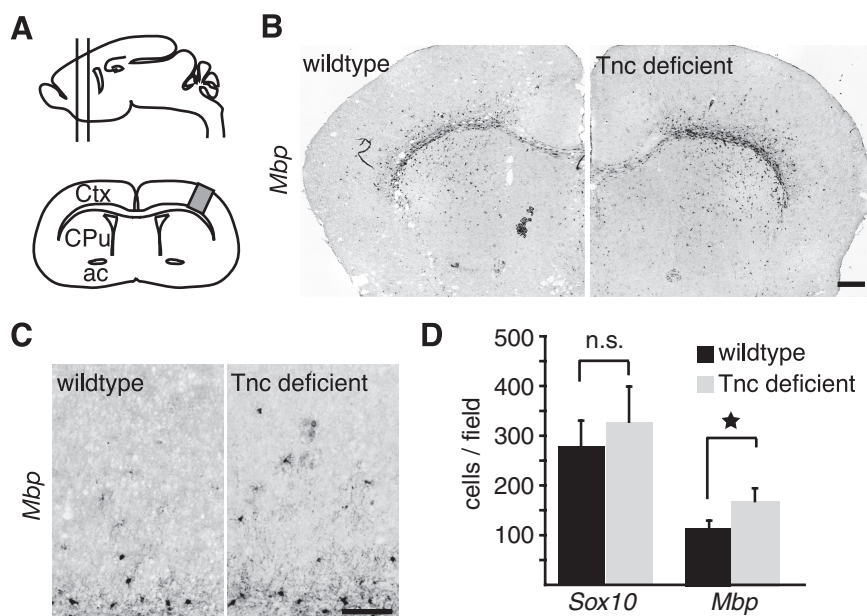 A
Ctx
CPu
ac
B
wildtype
Tnc deficient
Mbp
C
wildtype
Tnc deficient
Mbp
D
500
400
300
200
100
cells / field
n.s.
wildtype
Tnc deficient
Sox10
Mbp